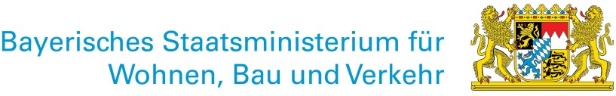 Bayerisches Staatsministerium für
Wohnen, Bau und Verkehr